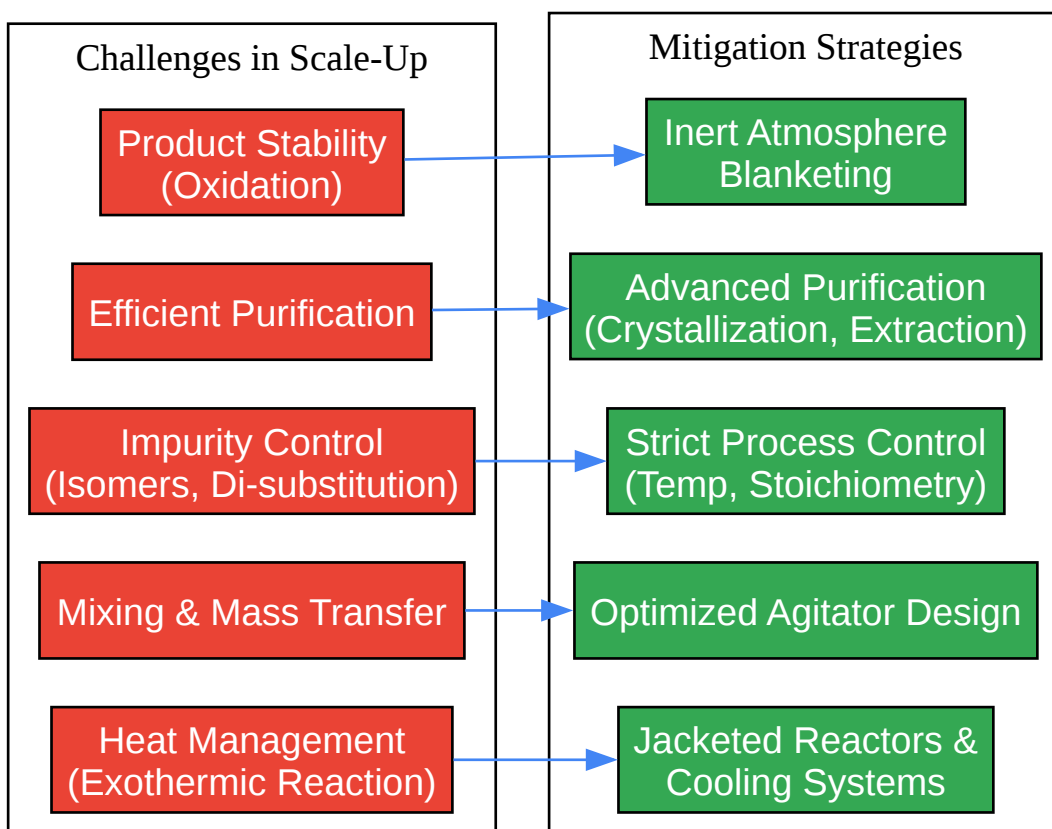 Challenges in Scale-Up
Mitigation Strategies
Product Stability
(Oxidation)
Inert Atmosphere
Blanketing
Efficient Purification
Advanced Purification
(Crystallization, Extraction)
Impurity Control
(Isomers, Di-substitution)
Strict Process Control
(Temp, Stoichiometry)
Mixing & Mass Transfer
Optimized Agitator Design
Heat Management
(Exothermic Reaction)
Jacketed Reactors &
Cooling Systems